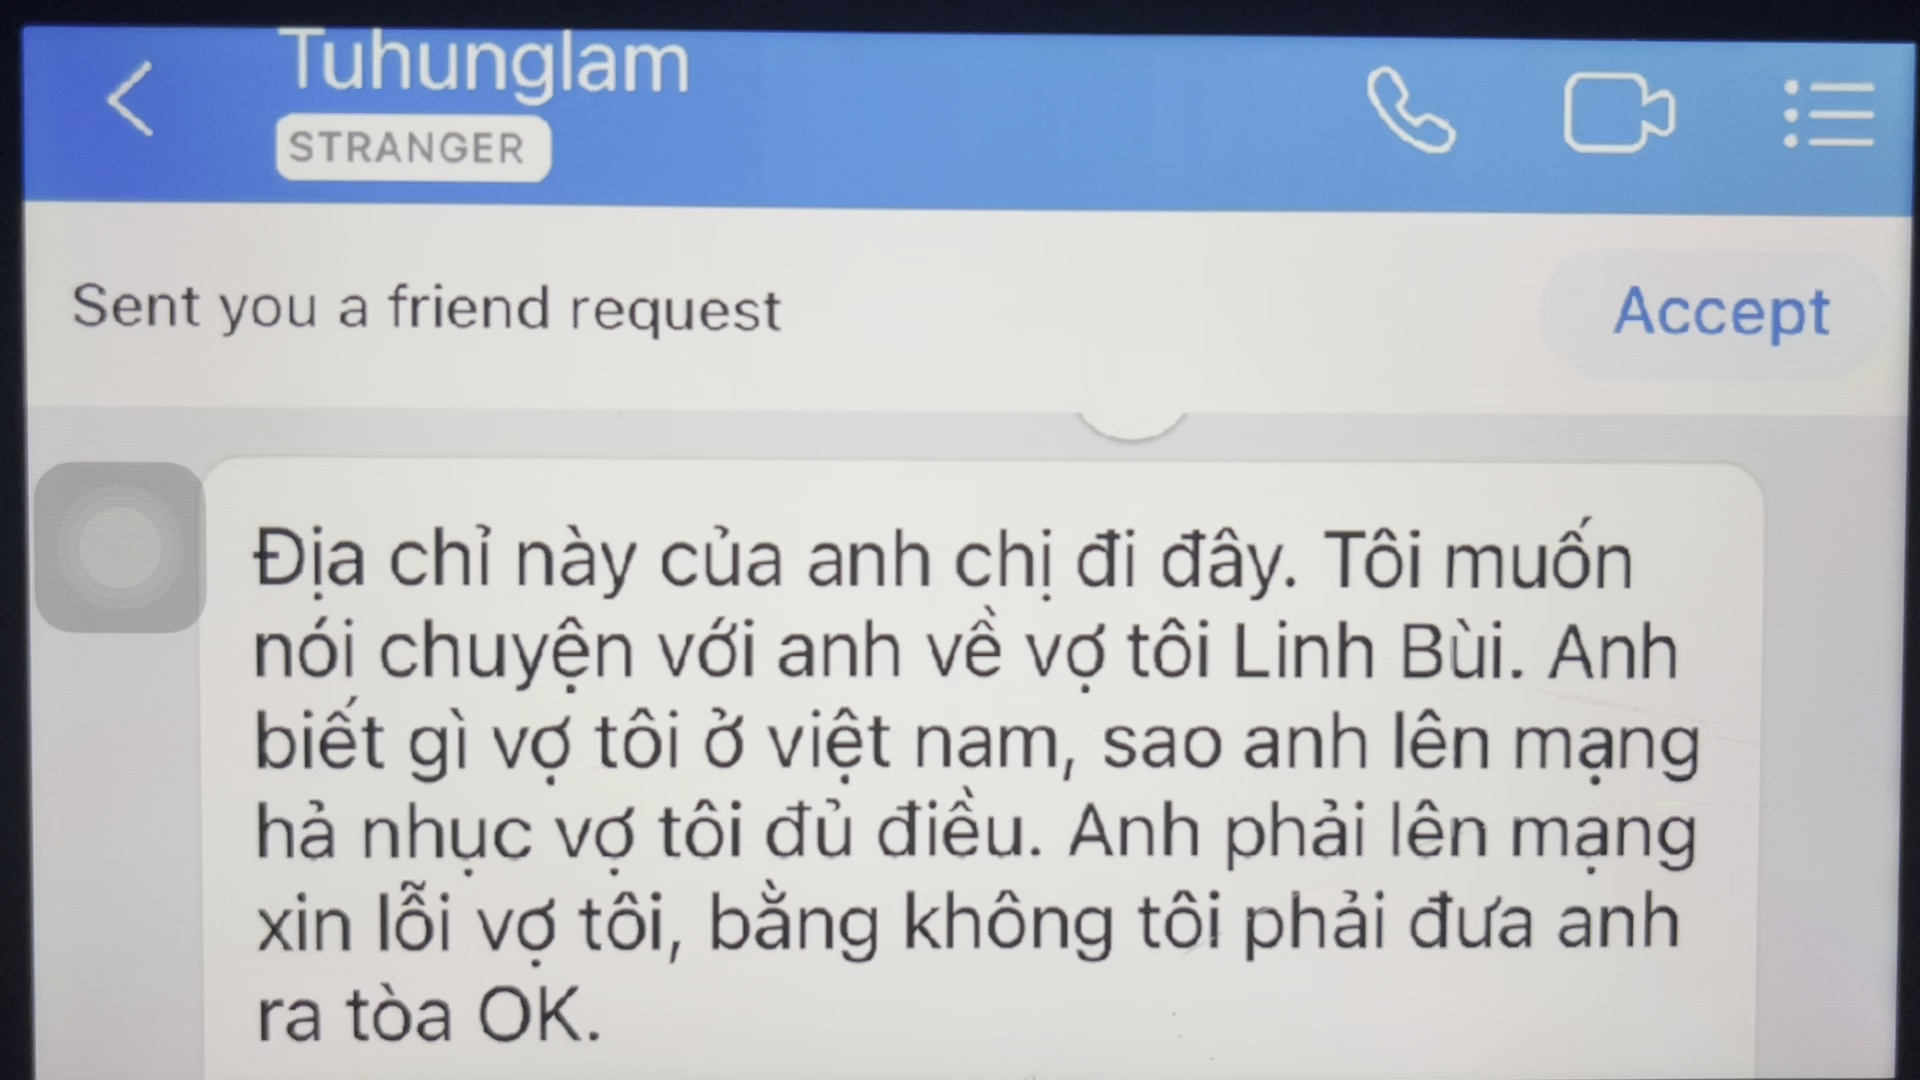 Tuhunglam
STRANGER
Sent you a friend request
Accept
Địa chỉ này của anh chị đi đây. Tôi muốn
nói chuyện với anh về vợ tôi Linh Bùi. Anh
biết gì vợ tôi ở việt nam, sao anh lên mạng
hả nhục vợ tôi đủ điều. Anh phải lên mạng
xin lỗi vợ tôi, bằng không tôi phải đưa anh
ra tòa OK.